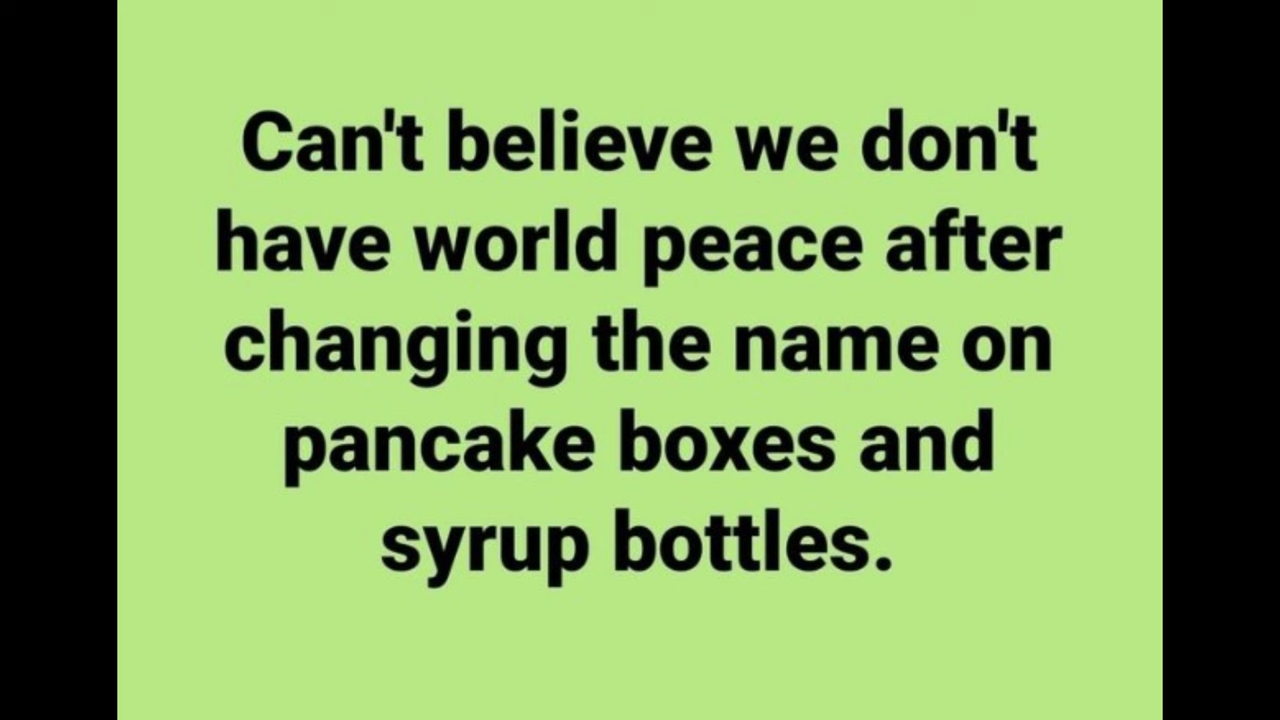 Can't believe we don't
have world peace after
changing the name on
pancake boxes and
syrup bottles.